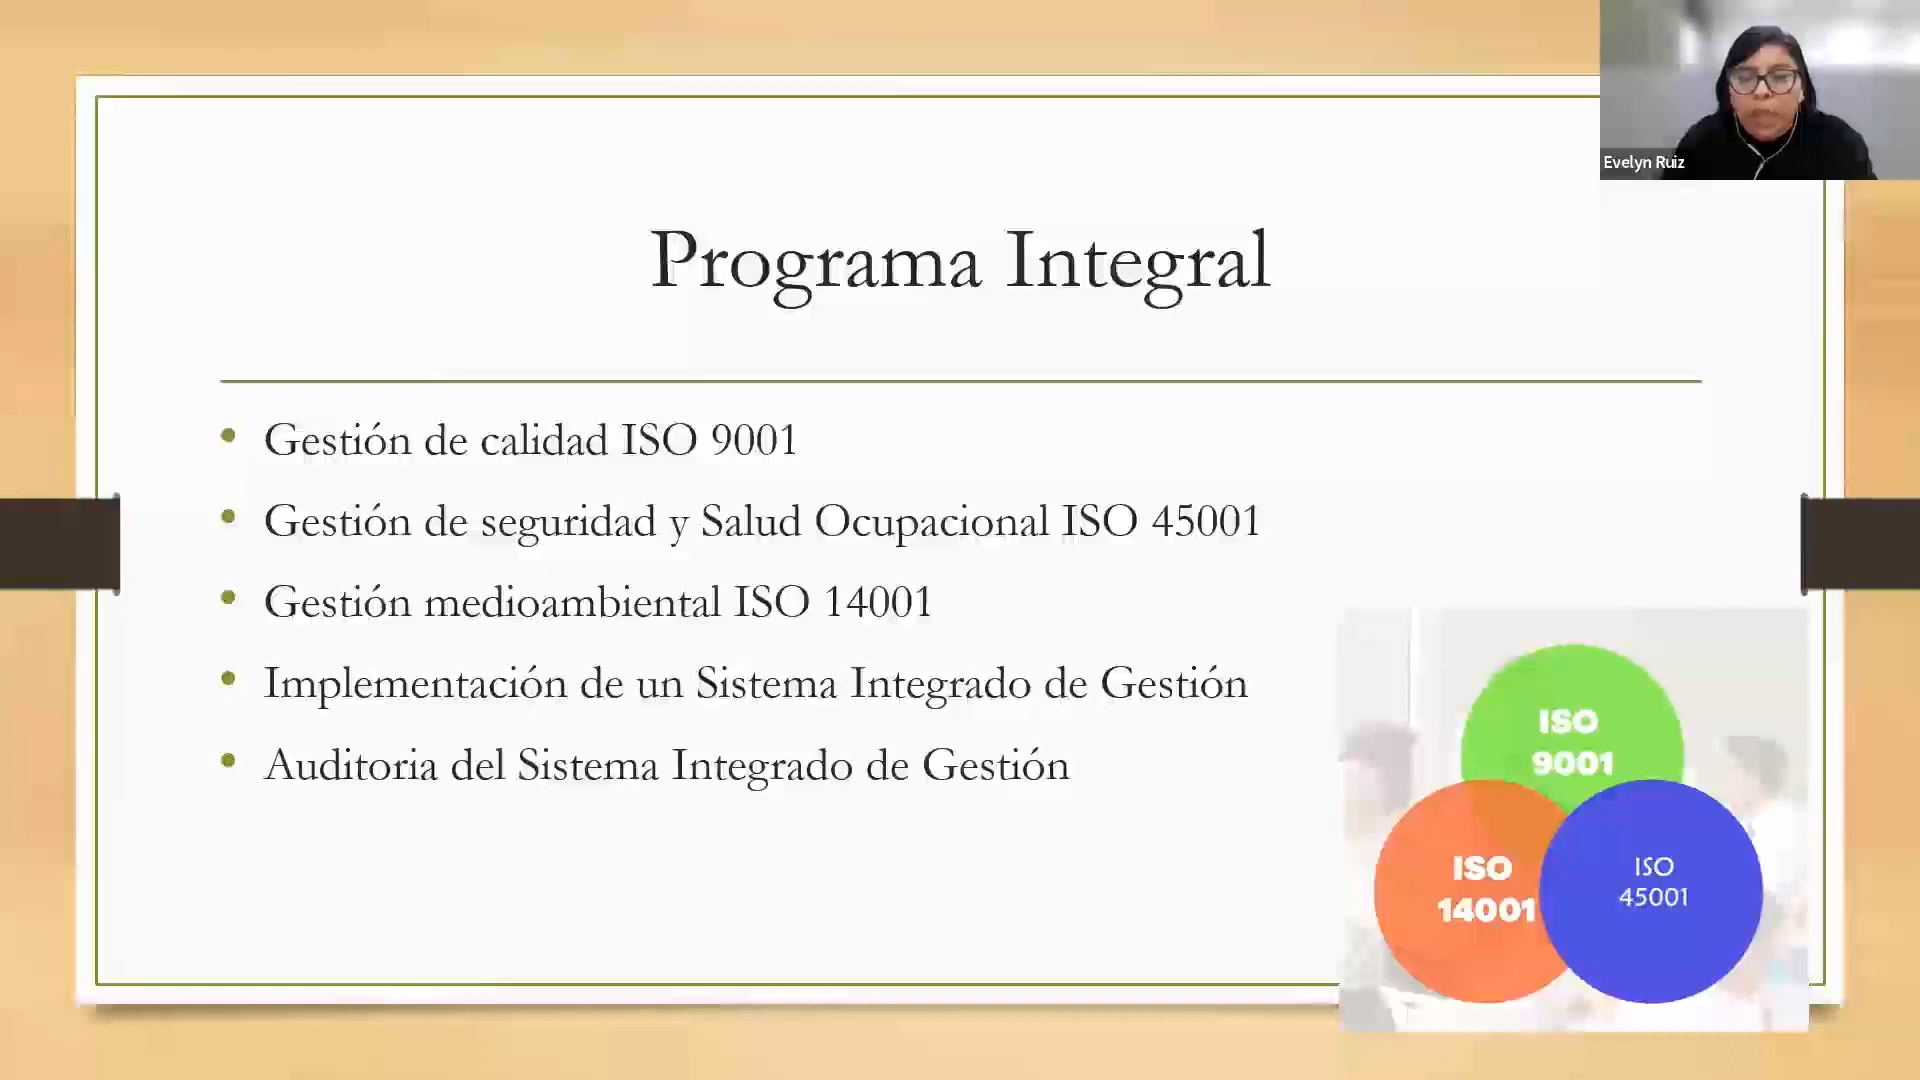 Evelyn Ruiz
Programa Integral
• Gestión de calidad ISO 9001
• Gestión de seguridad y Salud Ocupacional ISO 45001
• Gestión medioambiental ISO 14001
• Implementación de un Sistema Integrado de Gestión
• Auditoria del Sistema Integrado de Gestión
ISO
9001
ISO
14001
ISO
45001